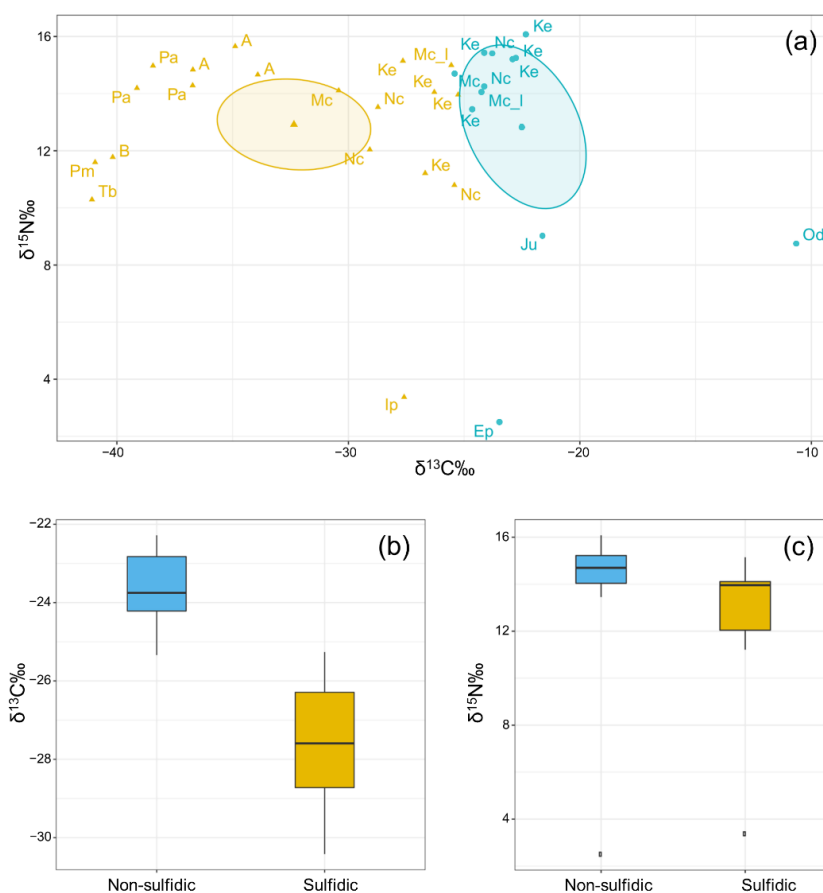 (a)
16
12
8
4
δ¹⁵N‰
−40
−30
−20
−10
δ¹³C‰
Pa
A
A
A
Pa
Pa
Pm
B
Tb
Mc
Ke
Mc_l
Ke
Nc
Ke
Nc
Ke
Nc
Ip
Ke
Ke
Nc
Ke
Ke
Mc
Nc
Mc_l
Ke
Ju
Od
Ep
(b)
−22
−24
−26
−28
−30
δ¹³C‰
Non-sulfidic
Sulfidic
(c)
16
12
8
4
δ¹⁵N‰
Non-sulfidic
Sulfidic